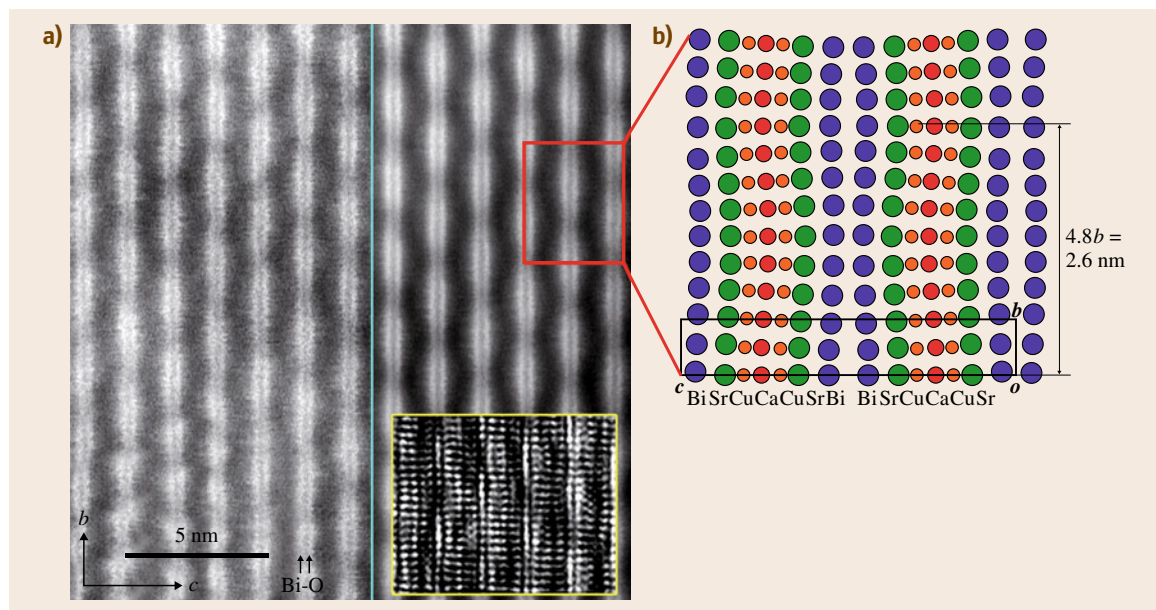 a)
b
5 nm
c
Bi-O
b)
4.8b =
2.6 nm
b
c
o
BiSrCuCaCuSrBi BiSrCuCaCuSr